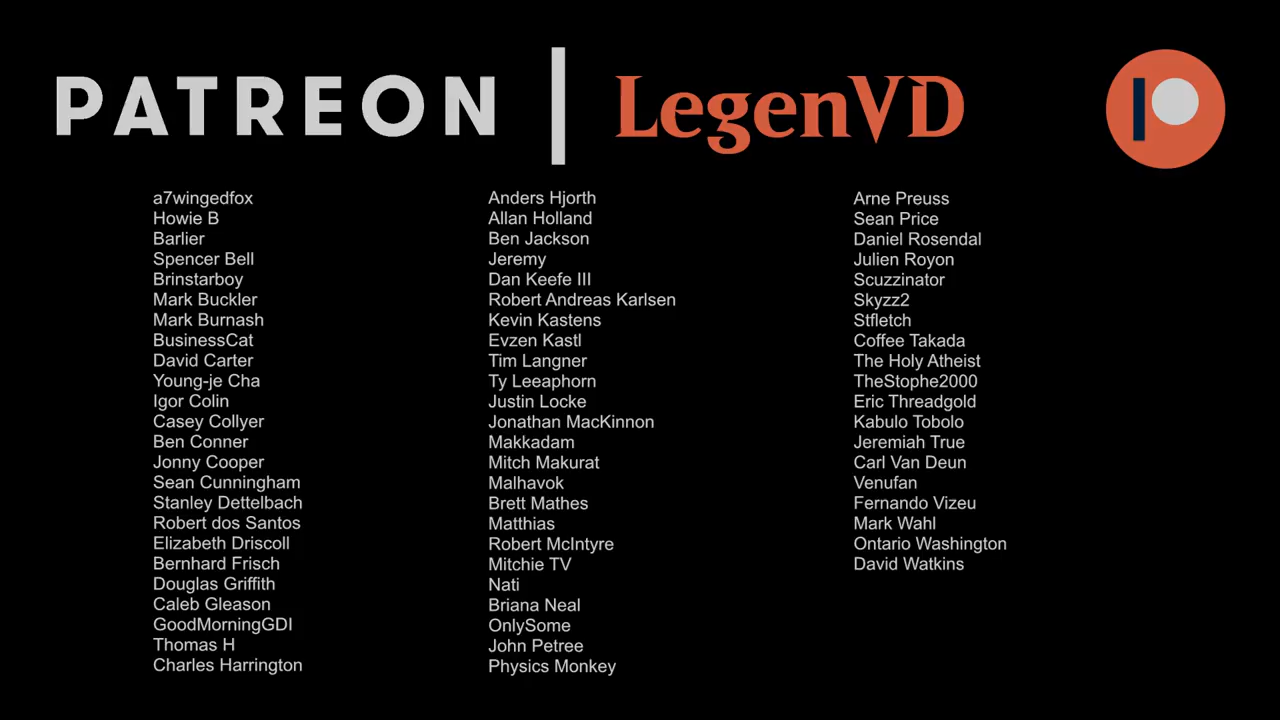 PATREON | LegenVD
a7wingedfox
Howie B
Barlier
Spencer Bell
Brinstarboy
Mark Buckler
Mark Burnash
BusinessCat
David Carter
Young-je Cha
Igor Colin
Casey Collyer
Ben Conner
Jonny Cooper
Sean Cunningham
Stanley Dettelbach
Robert dos Santos
Elizabeth Driscoll
Bernhard Frisch
Douglas Griffith
Caleb Gleason
GoodMorningGDI
Thomas H
Charles Harrington
Anders Hjorth
Allan Holland
Ben Jackson
Jeremy
Dan Keefe III
Robert Andreas Karlsen
Kevin Kastens
Evzen Kastl
Tim Langner
Ty Leeaphorn
Justin Locke
Jonathan MacKinnon
Makkadam
Mitch Makurat
Malhavok
Brett Mathes
Matthias
Robert McIntyre
Mitchie TV
Nati
Briana Neal
OnlySome
John Petree
Physics Monkey
Arne Preuss
Sean Price
Daniel Rosendal
Julien Royon
Scuzzinator
Skyzz2
Stfletch
Coffee Takada
The Holy Atheist
TheStophe2000
Eric Threadgold
Kabulo Tobolo
Jeremiah True
Carl Van Deun
Venufan
Fernando Vizeu
Mark Wahl
Ontario Washington
David Watkins